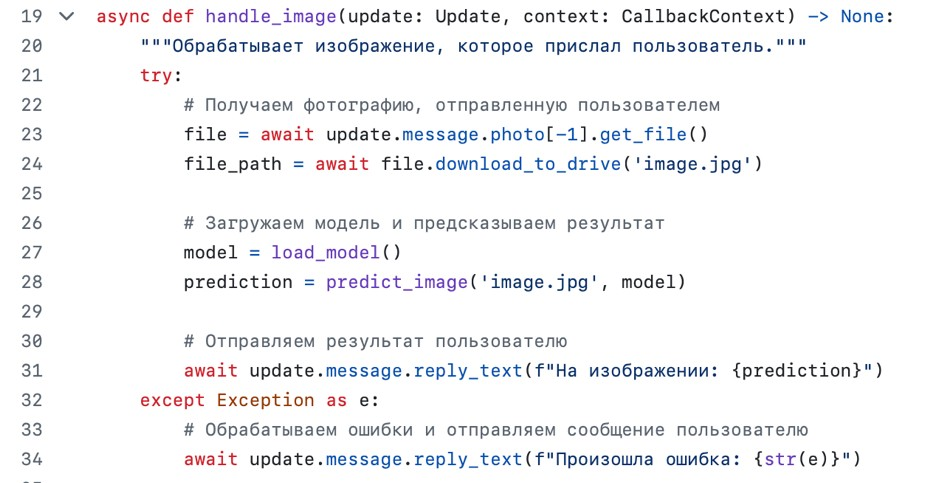 19 async def handle_image(update: Update, context: CallbackContext) -> None:
20     """Обрабатывает изображение, которое прислал пользователь."""
21     try:
22         # Получаем фотографию, отправленную пользователем
23         file = await update.message.photo[-1].get_file()
24         file_path = await file.download_to_drive('image.jpg')
25
26         # Загружаем модель и предсказываем результат
27         model = load_model()
28         prediction = predict_image('image.jpg', model)
29
30         # Отправляем результат пользователю
31         await update.message.reply_text(f"На изображении: {prediction}")
32     except Exception as e:
33         # Обрабатываем ошибки и отправляем сообщение пользователю
34         await update.message.reply_text(f"Произошла ошибка: {str(e)}")